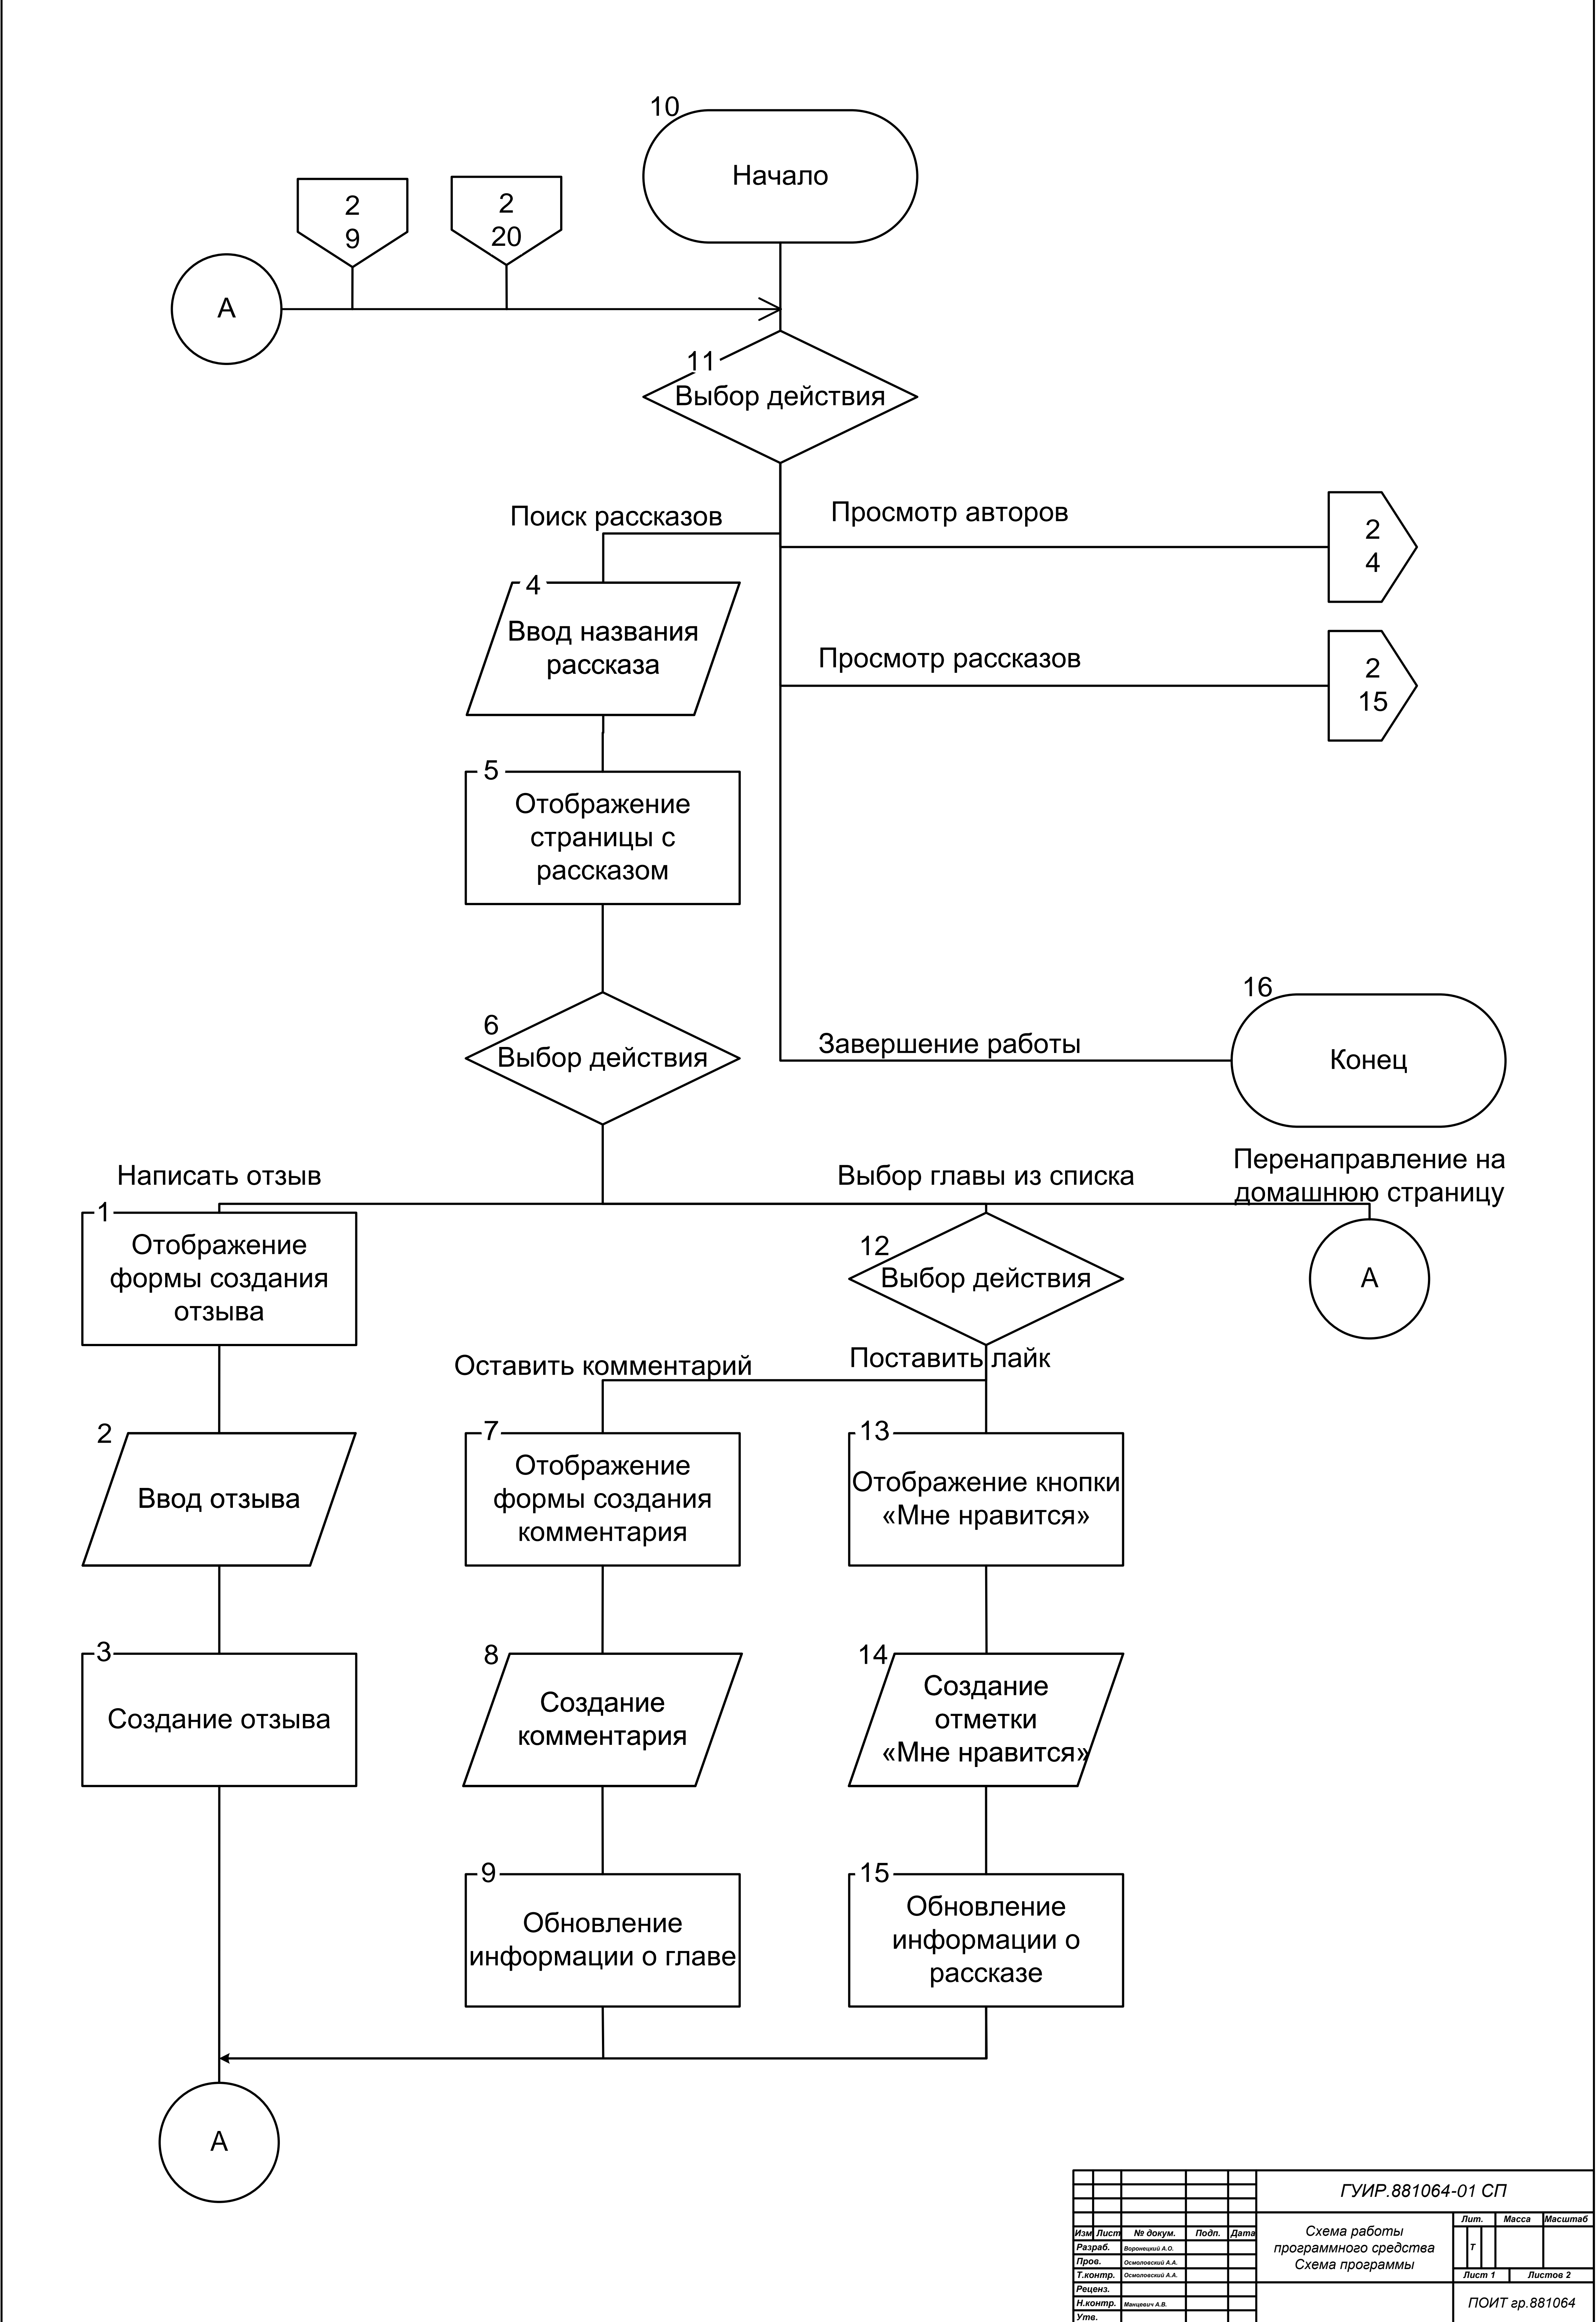 10
Начало
2
9
2
20
А
11
Выбор действия
Поиск рассказов
Просмотр авторов
2
4
4
Ввод названия
рассказа
Просмотр рассказов
2
15
5
Отображение
страницы с
рассказом
16
6
Выбор действия
Завершение работы
Конец
Написать отзыв
Выбор главы из списка
Перенаправление на
домашнюю страницу
1
Отображение
формы создания
отзыва
12
Выбор действия
А
Оставить комментарий
Поставить лайк
2
Ввод отзыва
7
Отображение
формы создания
комментария
13
Отображение кнопки
«Мне нравится»
3
Создание отзыва
8
Создание
комментария
14
Создание
отметки
«Мне нравится»
9
Обновление
информации о главе
15
Обновление
информации о
рассказе
А
ГУИР.881064-01 СП
Изм Лист № докум. Подп. Дата
Разраб. Воронецкий А.О.
Пров. Осмоловский А.А.
Т.контр. Осмоловский А.А.
Реценз.
Н.контр. Манцевич А.В.
Утв.
Схема работы
программного средства
Схема программы
Лит. Масса Масштаб
Т
Лист 1 Листов 2
ПОИТ гр.881064